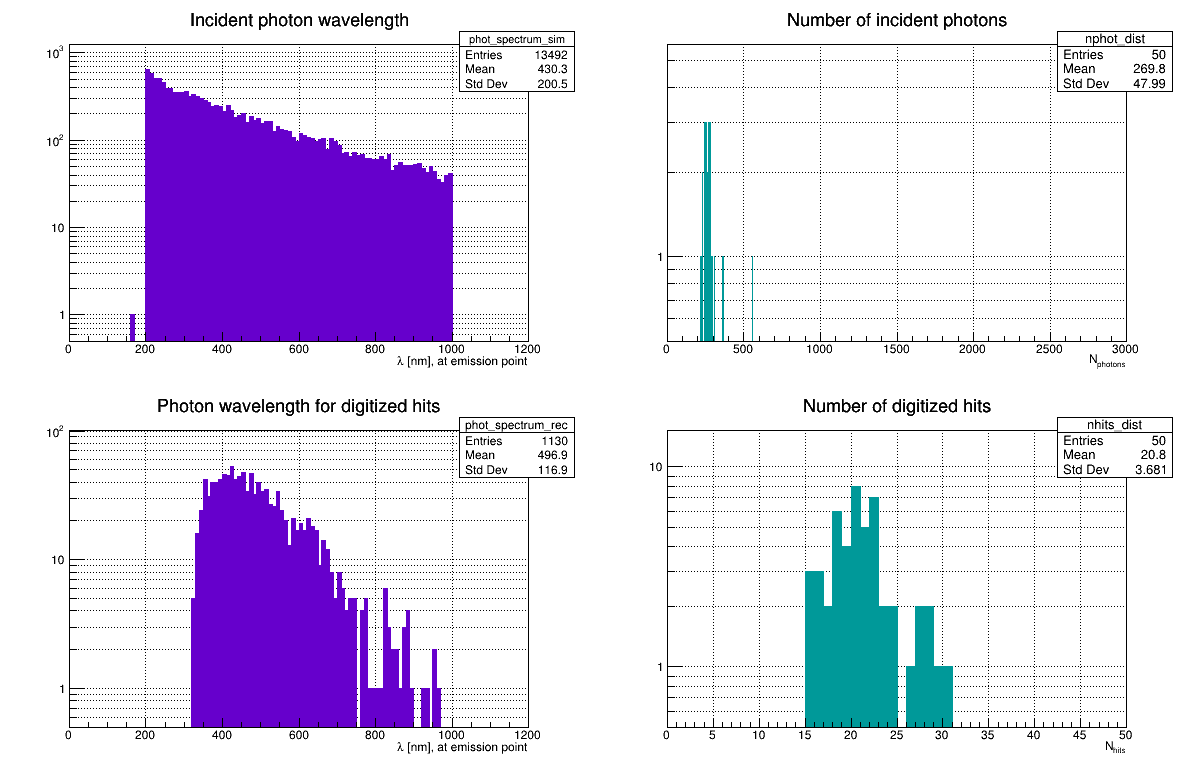 Incident photon wavelength
phot_spectrum_sim
Entries 13492
Mean 430.3
Std Dev 200.5
10³
10²
10
1
0 200 400 600 800 1000 1200
λ [nm], at emission point
Number of incident photons
nphot_dist
Entries 50
Mean 269.8
Std Dev 47.99
1
0 500 1000 1500 2000 2500 3000
Nphotons
Photon wavelength for digitized hits
phot_spectrum_rec
Entries 1130
Mean 496.9
Std Dev 116.9
10²
10
1
0 200 400 600 800 1000 1200
λ [nm], at emission point
Number of digitized hits
nhits_dist
Entries 50
Mean 20.8
Std Dev 3.681
10
1
0 5 10 15 20 25 30 35 40 45 50
Nhits